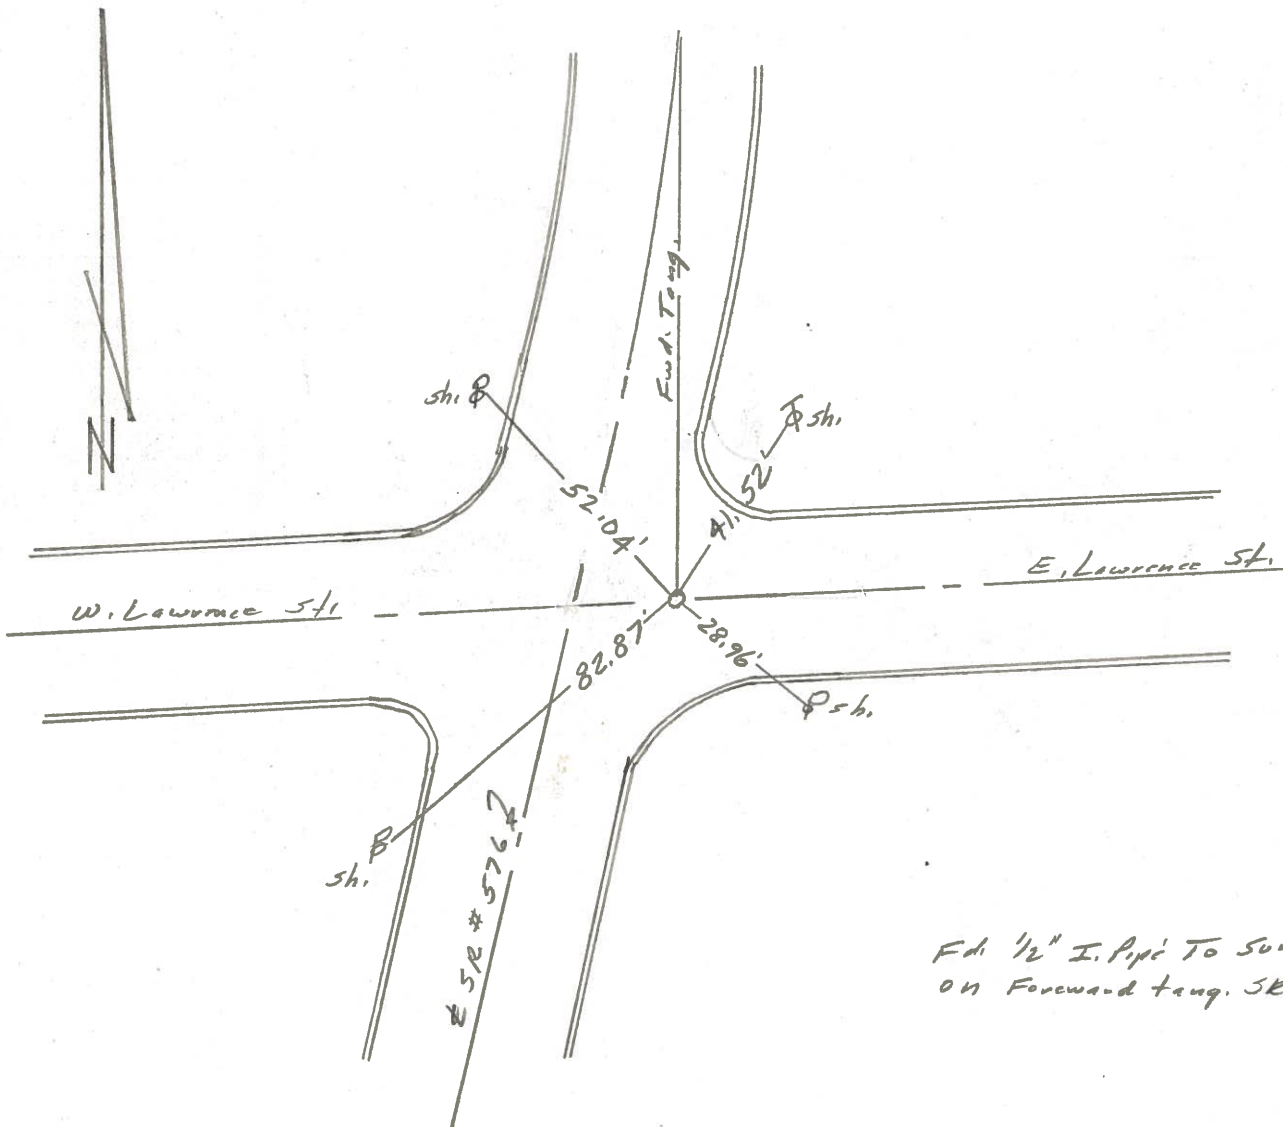 N
Fwd. Tang.
sh.
sh.
52.04'
41.52'
E. Lawrence St.
W. Lawrence St.
82.87'
28.96'
sh.
sh.
SR # 576
Fd. 1/2" I. Pipe To
on Foreward tang.